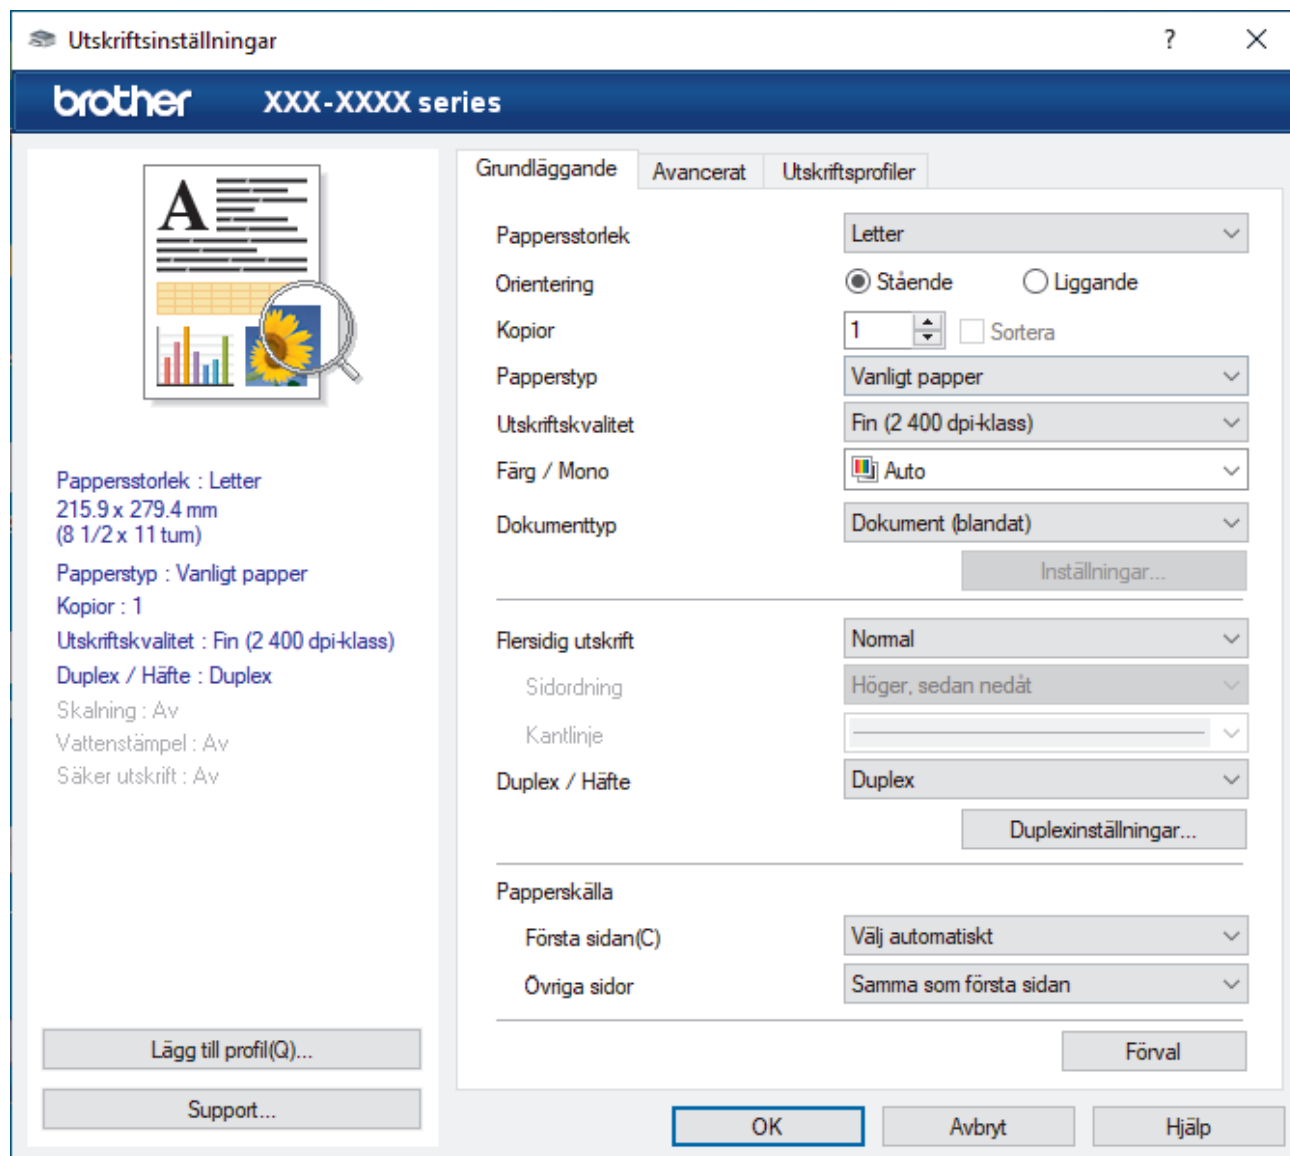 Utskriftsinställningar
?
brother XXX-XXXX series
A
Pappersstorlek : Letter
215.9 x 279.4 mm
(8 1/2 x 11 tum)
Papperstyp : Vanligt papper
Kopior : 1
Utskriftskvalitet : Fin (2 400 dpi-klass)
Duplex / Häfte : Duplex
Skalning : Av
Vattenstämpel : Av
Säker utskrift : Av
Lägg till profil(Q)...
Support...
Grundläggande Avancerat Utskriftsprofiler
Pappersstorlek Letter
Orientering Stående Liggande
Kopior 1 Sortera
Papperstyp Vanligt papper
Utskriftskvalitet Fin (2 400 dpi-klass)
Färg / Mono Auto
Dokumenttyp Dokument (blandat)
Inställningar...
Flersidig utskrift Normal
Sidordning Höger, sedan nedåt
Kantlinje
Duplex / Häfte Duplex
Duplexinställningar...
Papperskälla
Första sidan(C) Välj automatiskt
Övriga sidor Samma som första sidan
Förval
OK Avbryt Hjälp